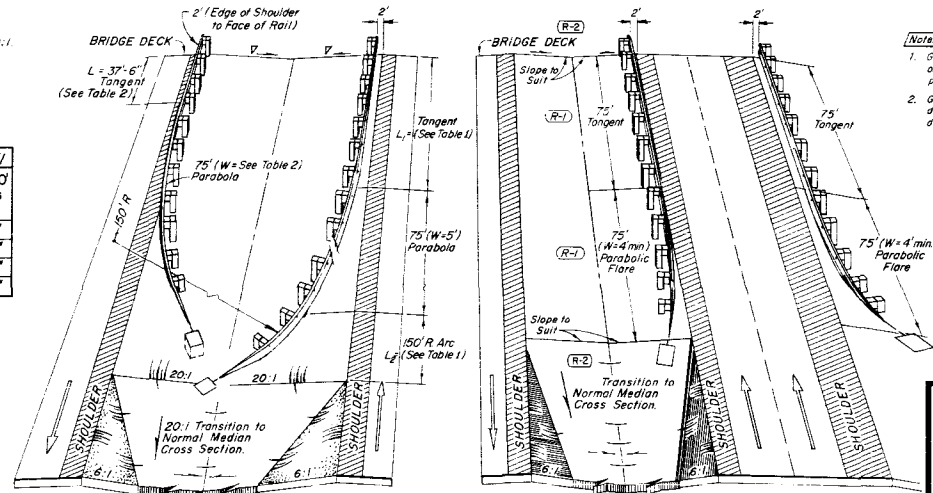 2' (Edge of Shoulder
to Face of Rail)
BRIDGE DECK
L = 37'-6"
Tangent
(See Table 2)
75' (W=See Table 2)
Parabola
150' R
2'
Tangent
L₁=(See Table 1)
75' (W=5')
Parabola
150' R Arc
L₂=(See Table 1)
20:1
20:1
20:1 Transition to
Normal Median
Cross Section.
SHOULDER
SHOULDER
6:1
6:1
R-2
2'
2'
BRIDGE DECK
Slope to
Suit
R-1
75'
Tangent
75'
Tangent
R-1
75'
(W=4'min)
Parabolic
Flare
75' (W=4'min.
Parabolic
Flare
Slope to
Suit
R-2
Transition to
Normal Median
Cross Section.
SHOULDER
SHOULDER
SHOULDER
6:1
6:1
Note
1. G
o
p
2. G
d
d